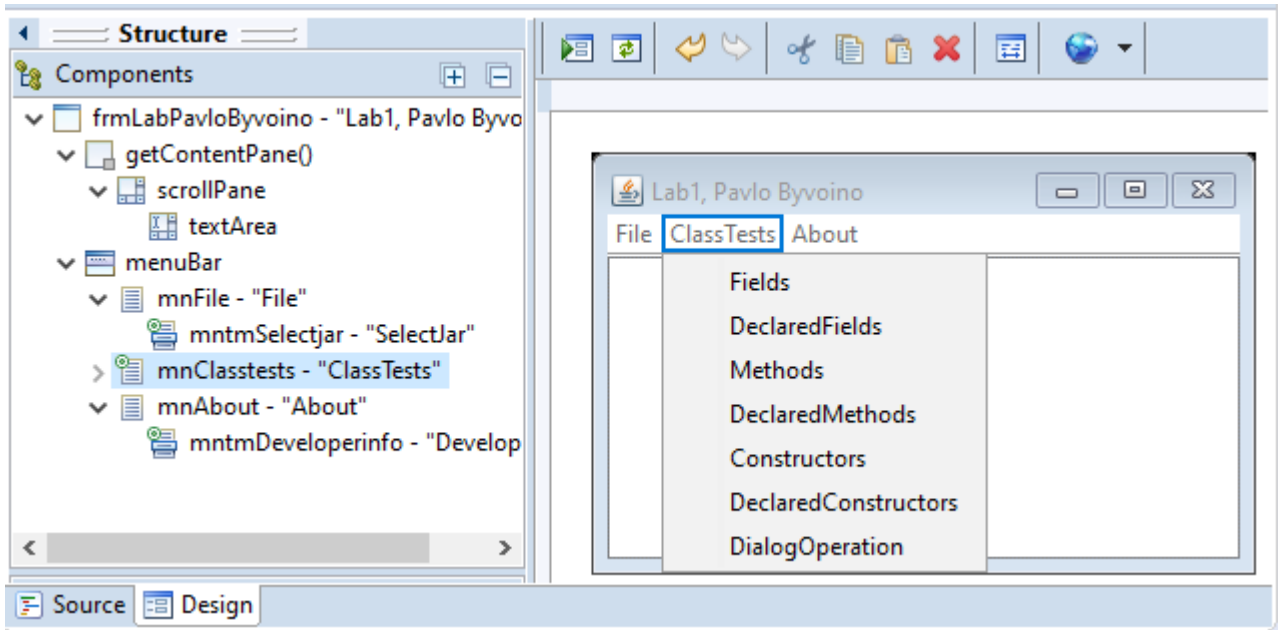 Structure
Components
frmLabPavloByvoino - "Lab1, Pavlo Byvo
getContentPane()
scrollPane
textArea
menuBar
mnFile - "File"
mntmSelectjar - "SelectJar"
mnClasstests - "ClassTests"
mnAbout - "About"
mntmDeveloperinfo - "Develop
Source Design
Lab1, Pavlo Byvoino
File ClassTests About
Fields
DeclaredFields
Methods
DeclaredMethods
Constructors
DeclaredConstructors
DialogOperation